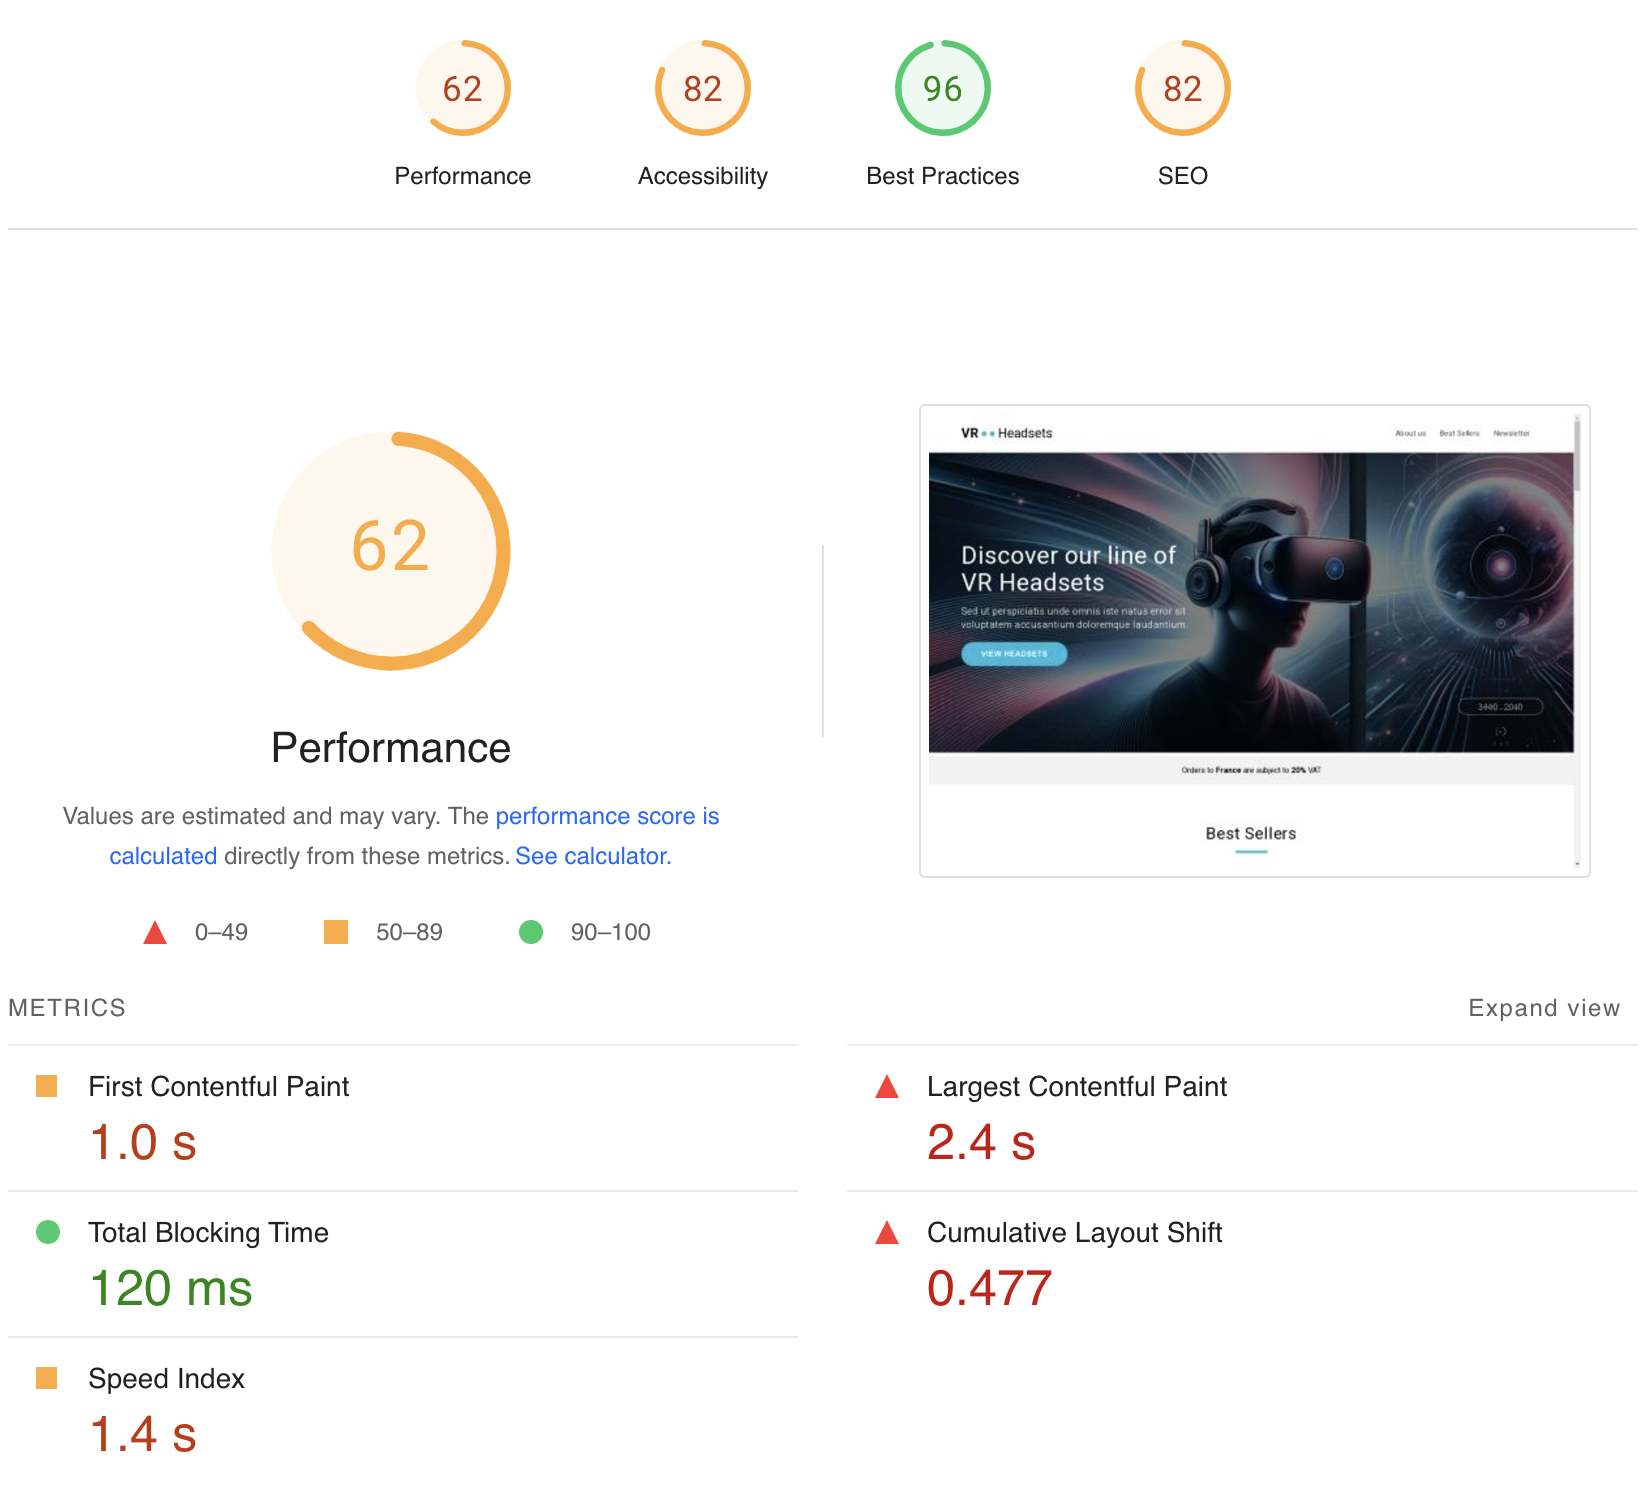 62
82
96
82
Performance
Accessibility
Best Practices
SEO
62
Performance
Values are estimated and may vary. The performance score is
calculated directly from these metrics. See calculator.
0–49
50–89
90–100
VR Headsets
About us
Best Sellers
Newsletter
Discover our line of
VR Headsets
Sed ut perspiciatis unde omnis iste natus error sit
voluptatem accusantium doloremque laudantium.
VIEW HEADSETS
Orders to France are subject to 20% VAT
Best Sellers
METRICS
Expand view
First Contentful Paint
1.0 s
Largest Contentful Paint
2.4 s
Total Blocking Time
120 ms
Cumulative Layout Shift
0.477
Speed Index
1.4 s